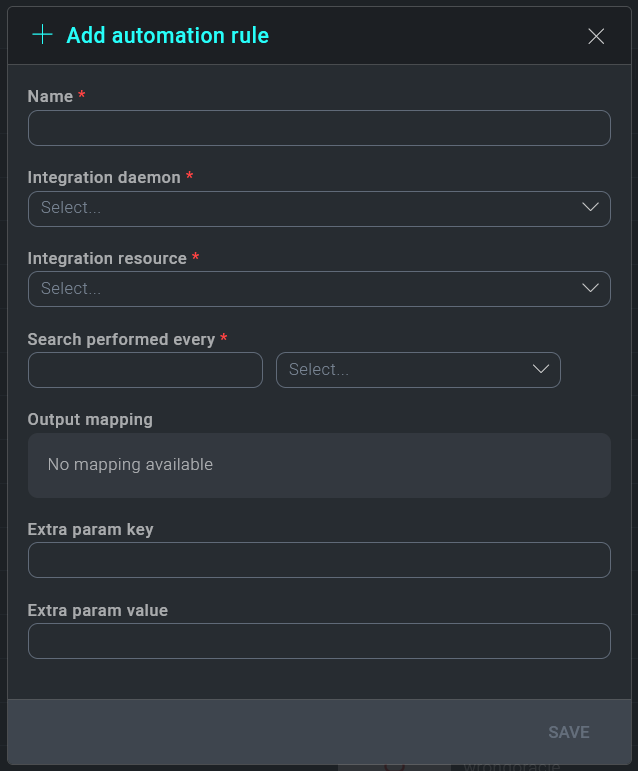 Add automation rule
Name *
Integration daemon *
Select...
Integration resource *
Select...
Search performed every *
Select...
Output mapping
No mapping available
Extra param key
Extra param value
SAVE